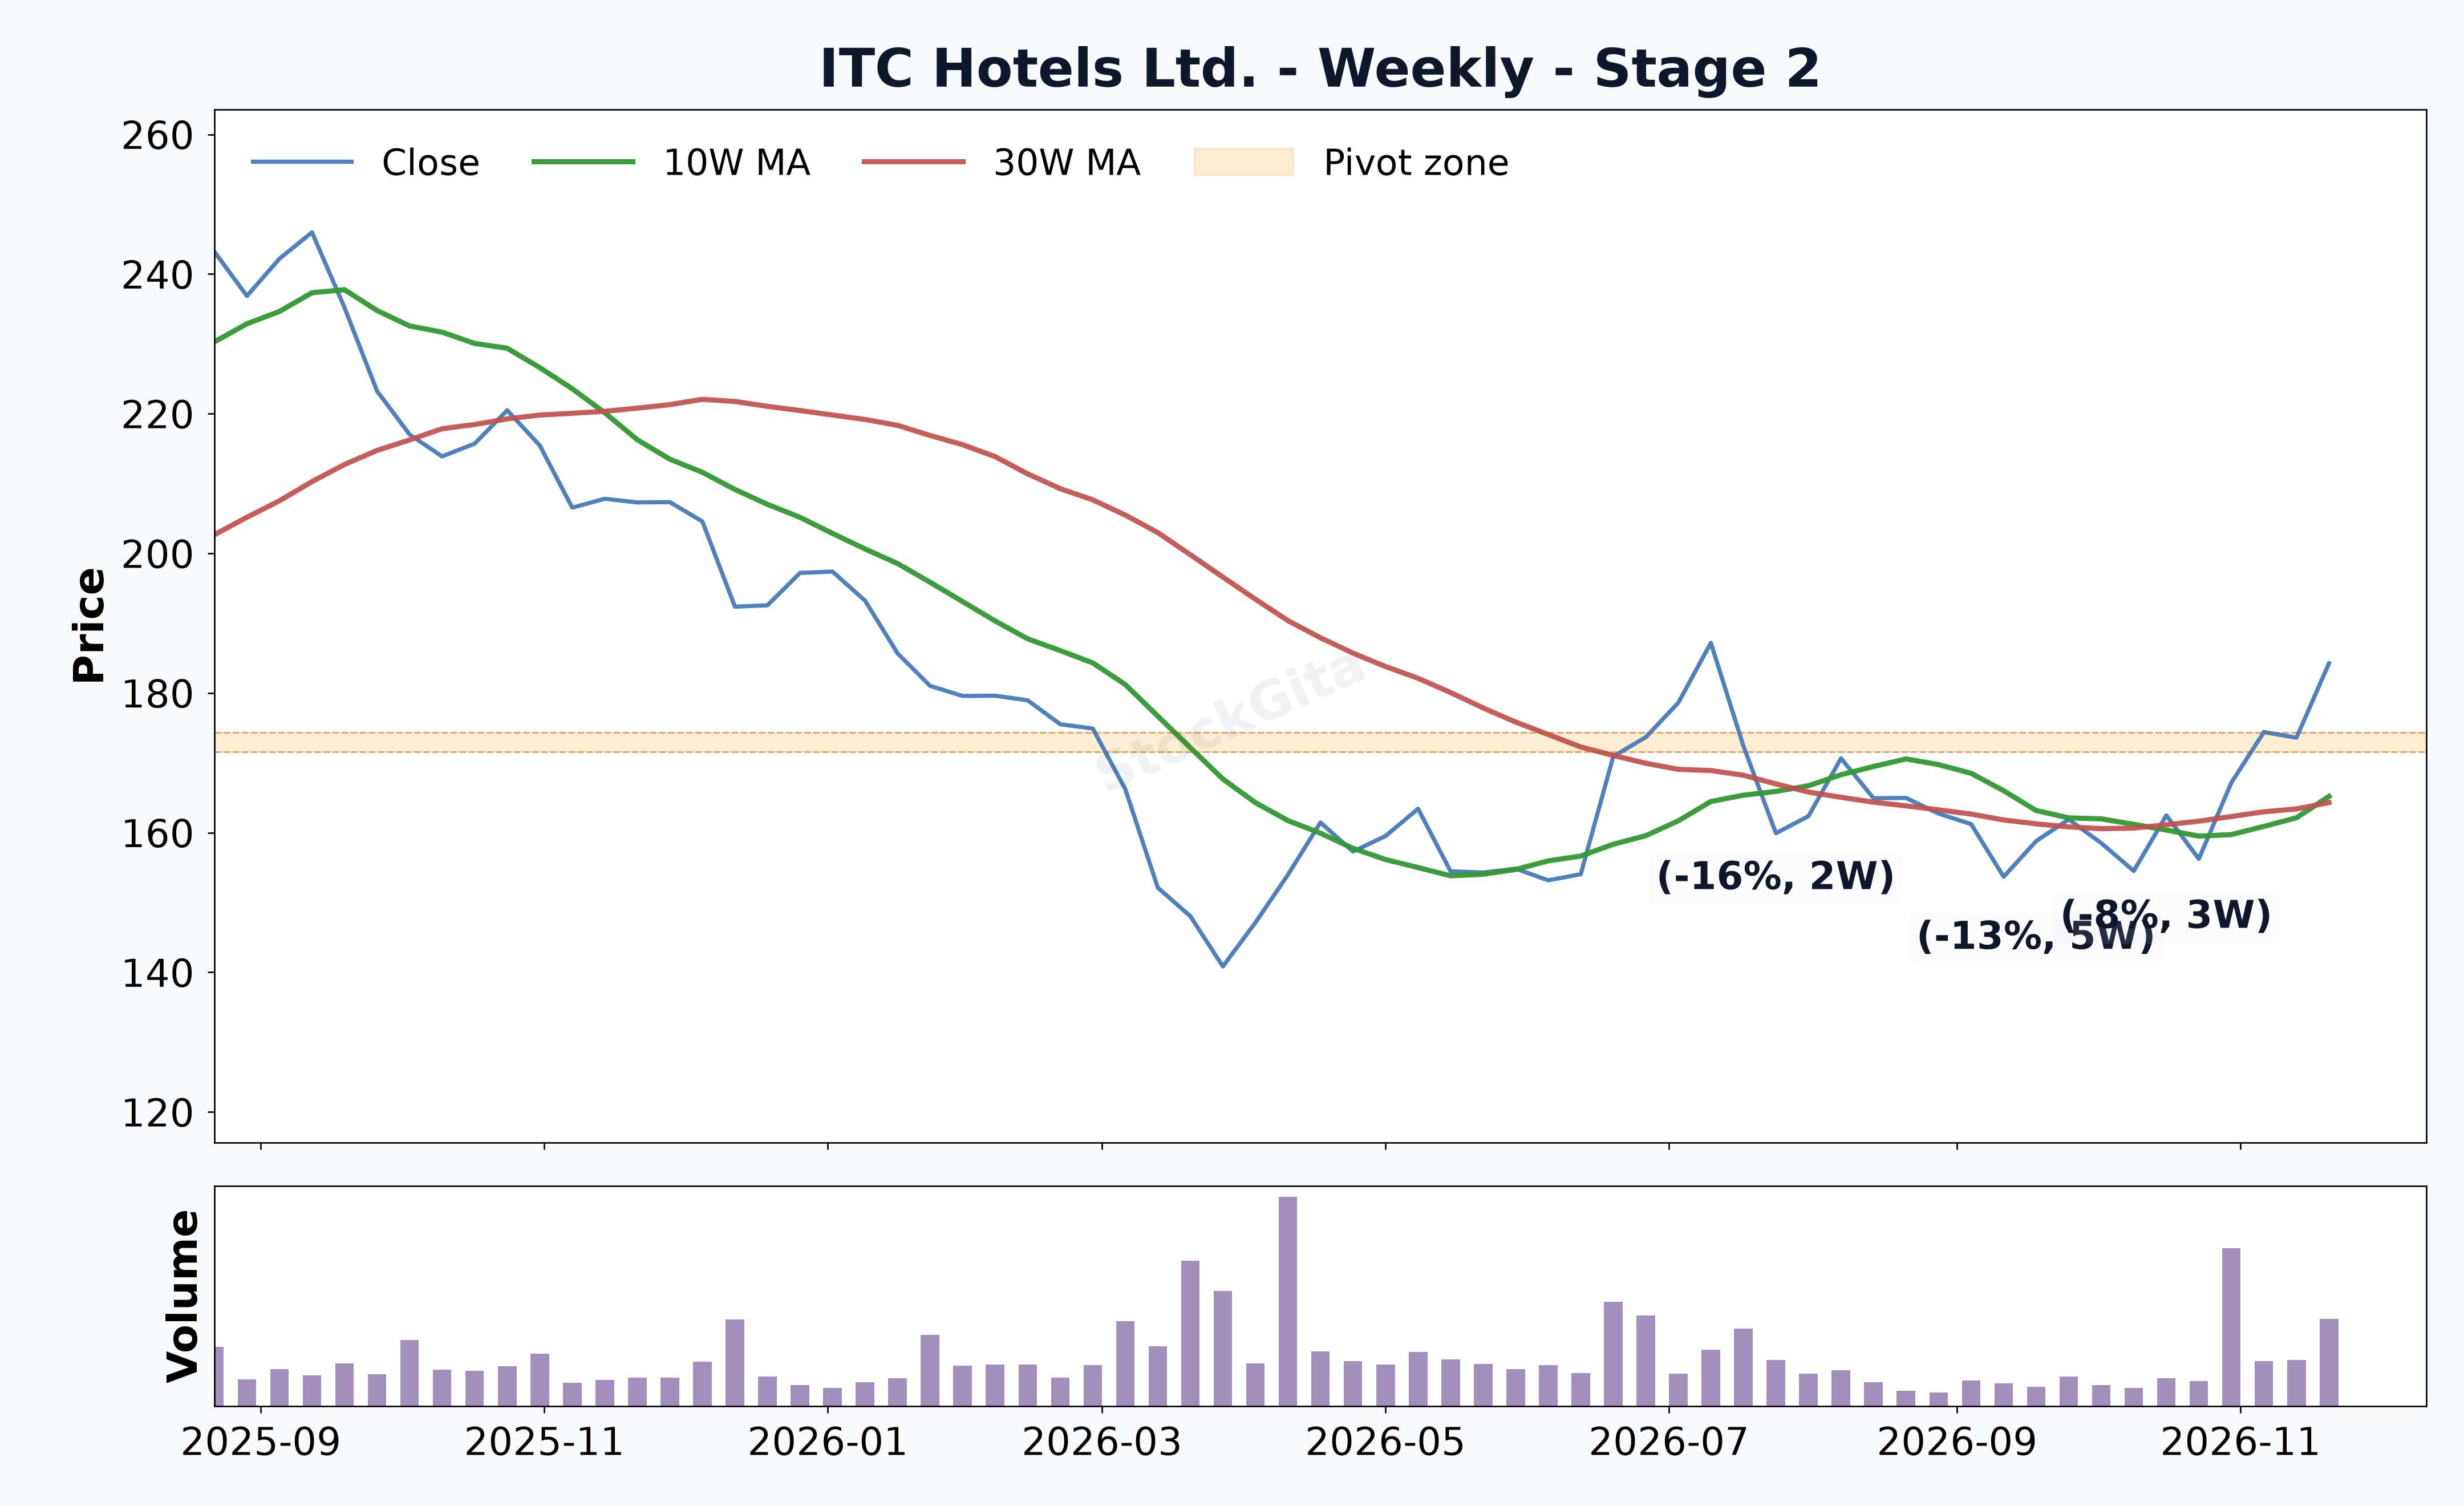 ITC Hotels Ltd. - Weekly - Stage 2
Close 10W MA 30W MA Pivot zone
260
240
220
200
180
160
140
120
Price
StockGita
(-16%, 2W)
(-8%, 3W)
(-13%, 5W)
Volume
2025-09 2025-11 2026-01 2026-03 2026-05 2026-07 2026-09 2026-11